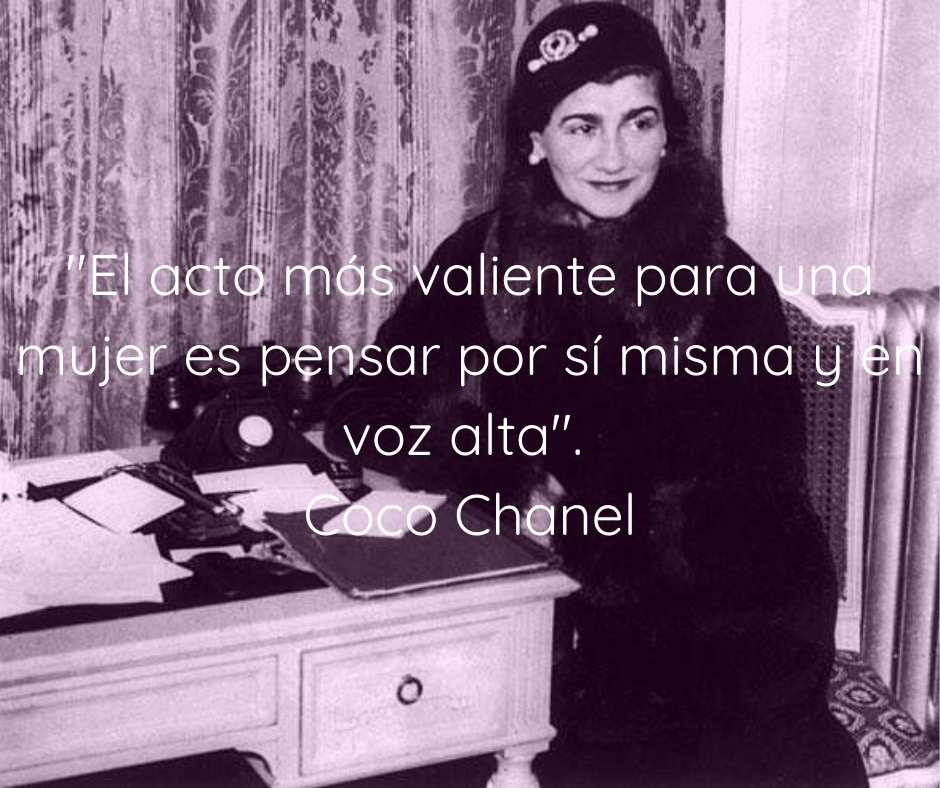 "El acto más valiente para una
mujer es pensar por sí misma y en
voz alta".
Coco Chanel